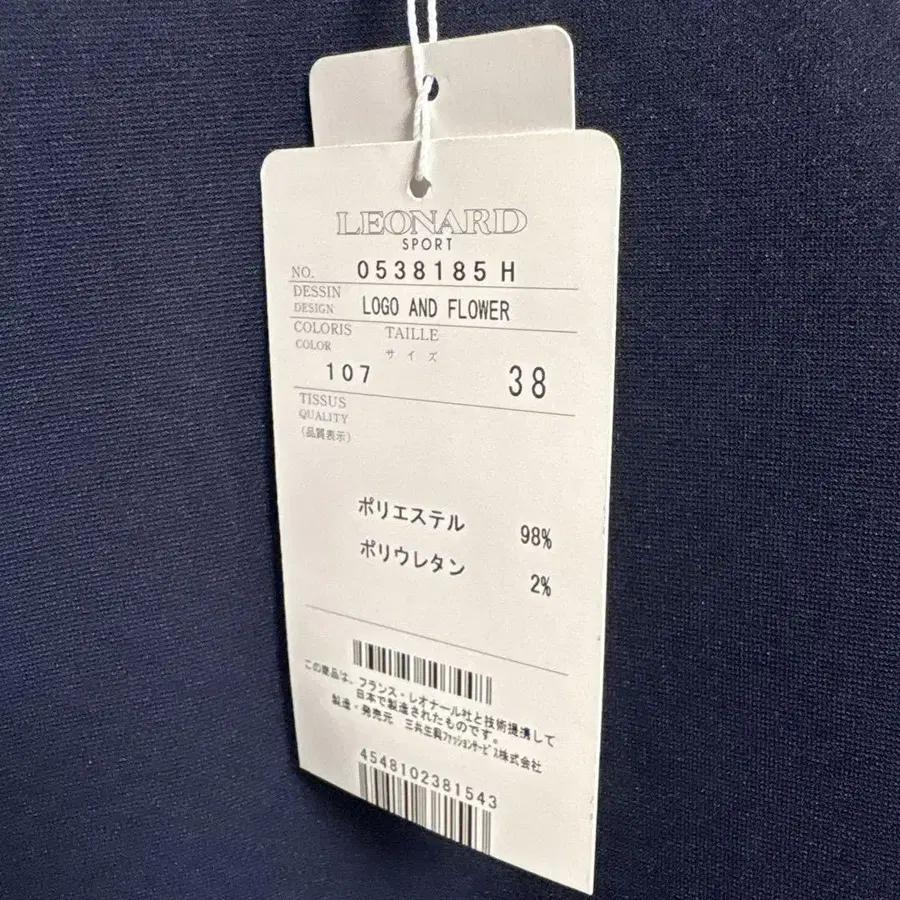 LEONARD
SPORT
NO. 0538185 H
DESSIN
DESIGN LOGO AND FLOWER
COLORIS TAILLE
COLOR サイズ
107 38
TISSUS
QUALITY
(品質表示)
ポリエステル 98%
ポリウレタン 2%
この商品は、フランス・レオナール社と技術提携して
日本で製造されたものです。
製造・発売元 三共生興ファッションサービス株式会社
4548102381543